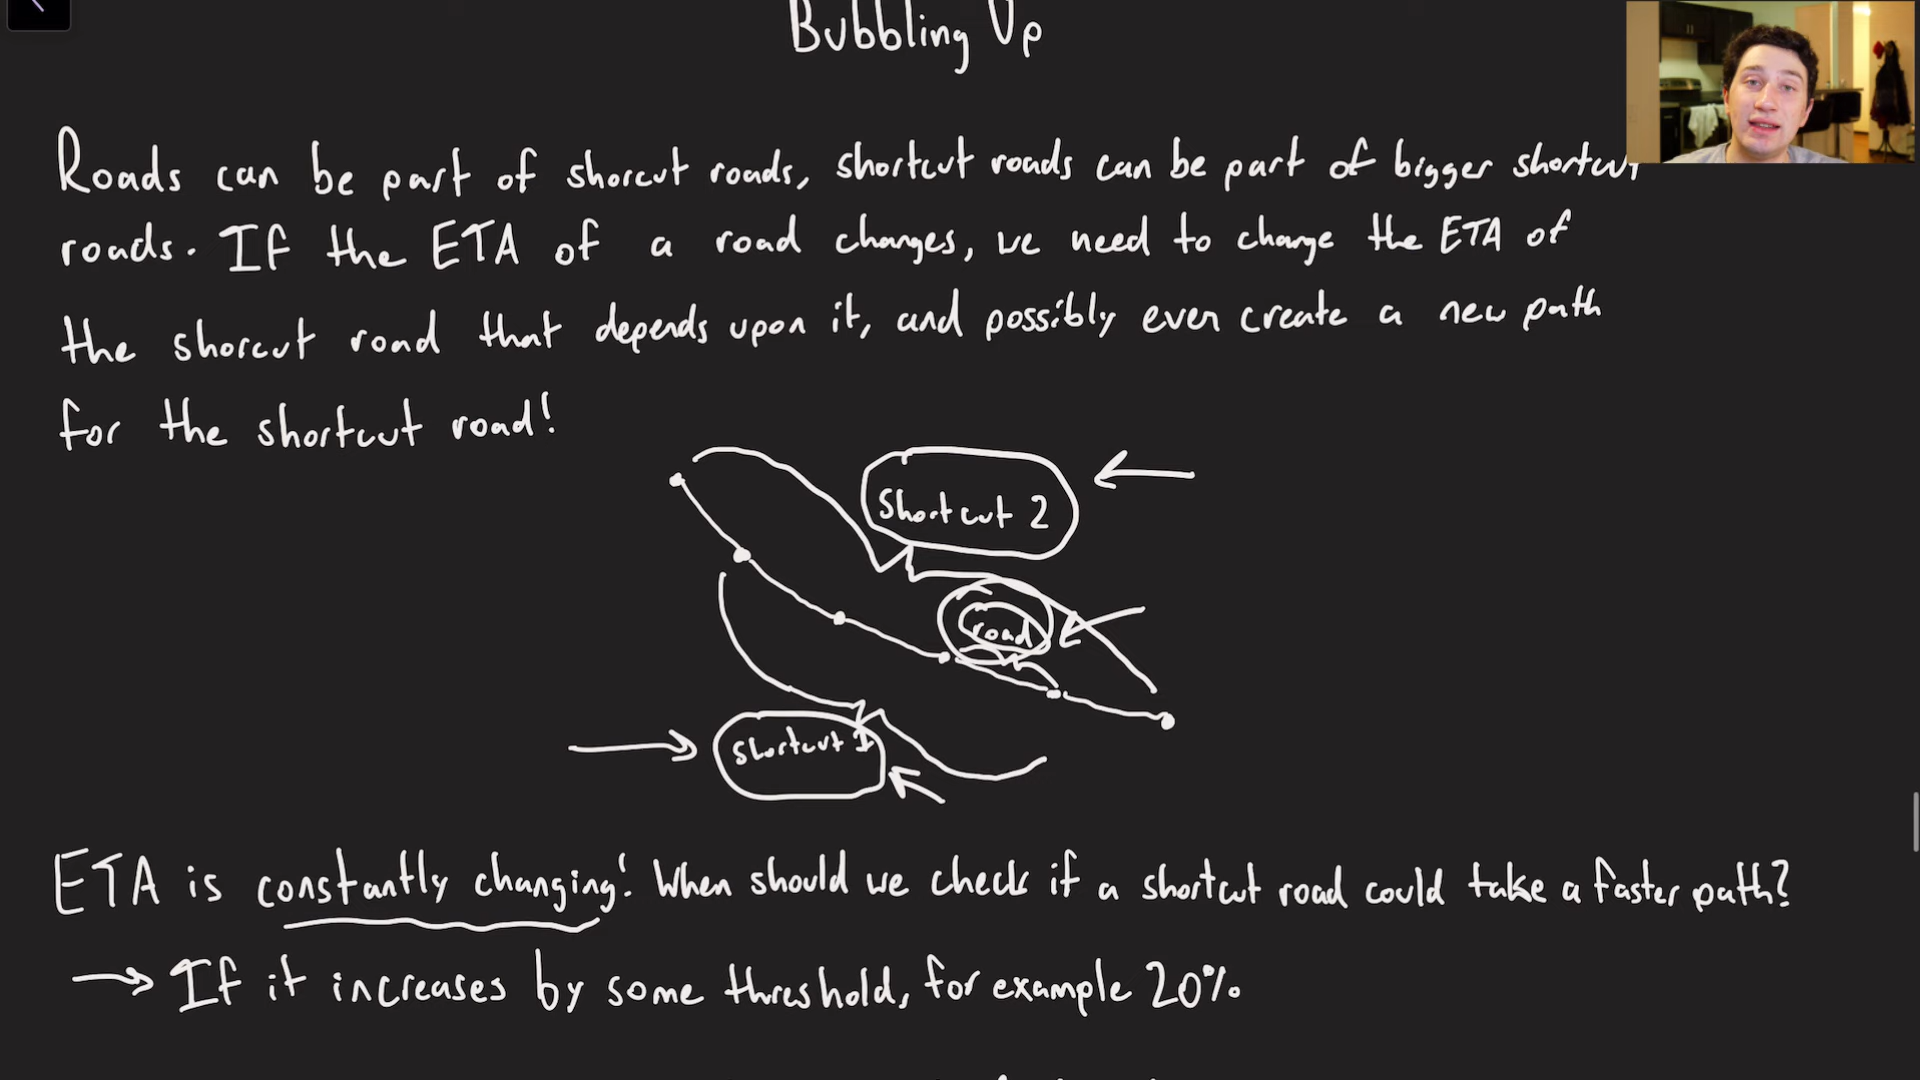 Bubbling Up
Roads can be part of shorcut roads, shortcut roads can be part of bigger shortcut
roads. If the ETA of a road changes, we need to change the ETA of
the shorcut road that depends upon it, and possibly even create a new path
for the shortcut road!
Shortcut 2
road
Shortcut 1
ETA is constantly changing! When should we check if a shortcut road could take a faster path?
→ If it increases by some threshold, for example 20%